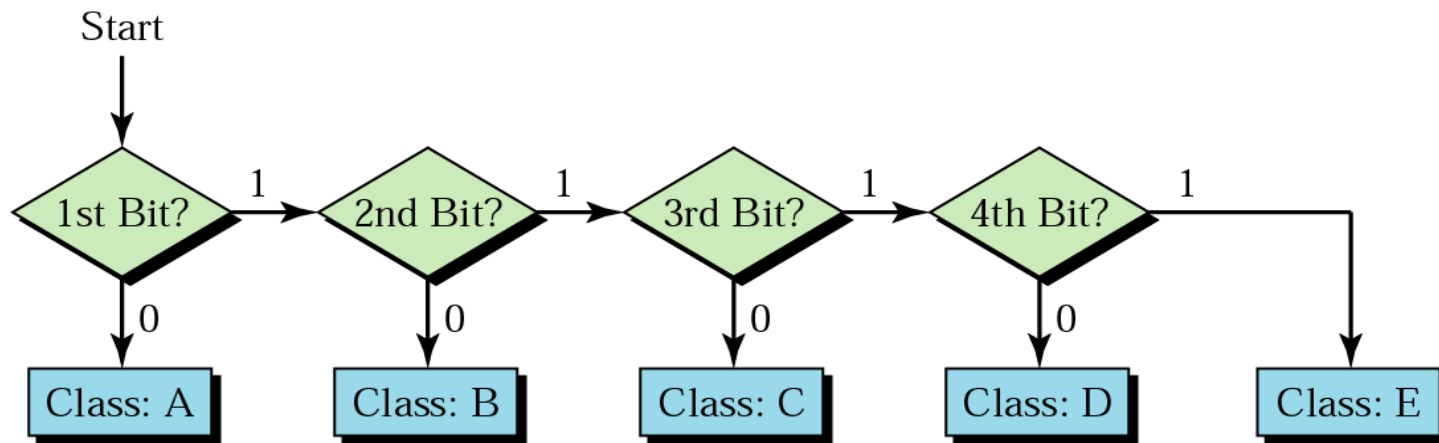 Start
1st Bit?
1
2nd Bit?
1
3rd Bit?
1
4th Bit?
1
0
0
0
0
Class: A
Class: B
Class: C
Class: D
Class: E